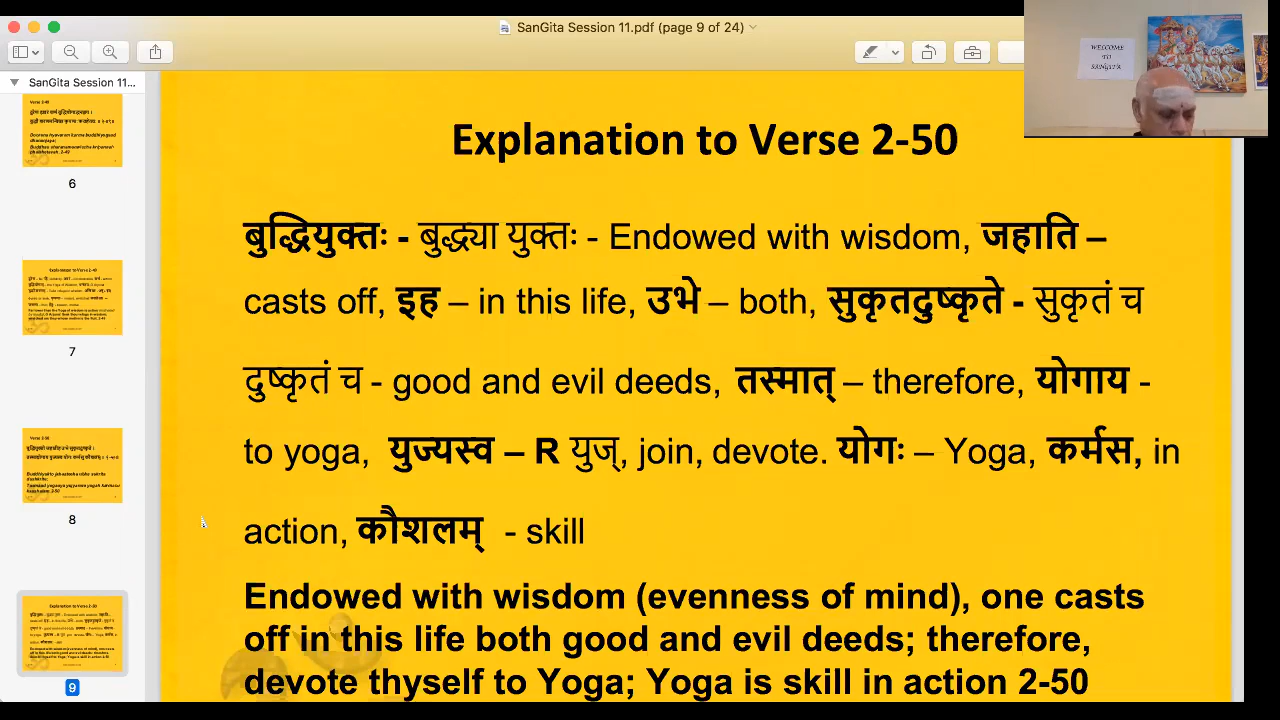 SanGita Session 11.pdf (page 9 of 24)
SanGita Session 11...
WELCOME
TO
SANGITA
6
7
8
9
Explanation to Verse 2-50
बुद्धियुक्तः - बुद्ध्या युक्तः - Endowed with wisdom, जहाति –
casts off, इह – in this life, उभे – both, सुकृतदुष्कृते - सुकृतं च
दुष्कृतं च - good and evil deeds, तस्मात् – therefore, योगाय -
to yoga, युज्यस्व – R युज्, join, devote. योगः – Yoga, कर्मस, in
action, कौशलम् - skill
Endowed with wisdom (evenness of mind), one casts
off in this life both good and evil deeds; therefore,
devote thyself to Yoga; Yoga is skill in action 2-50